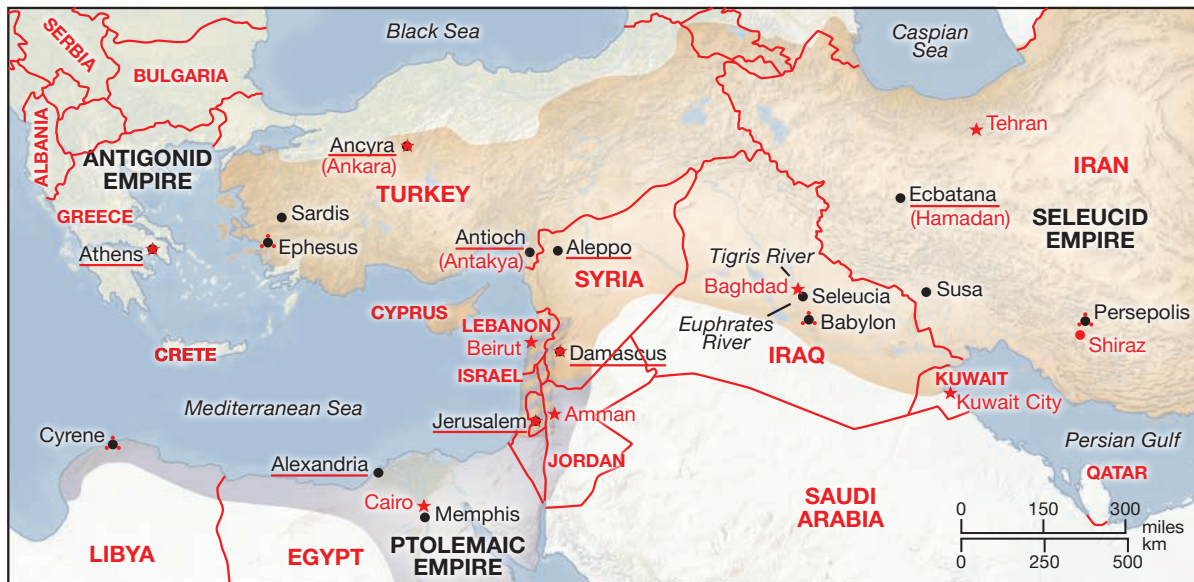 Black Sea
Caspian
Sea
SERBIA
BULGARIA
ALBANIA
ANTIGONID
EMPIRE
GREECE
Athens
Ancyra
(Ankara)
TURKEY
Sardis
Ephesus
Antioch
(Antakya)
Aleppo
SYRIA
Tehran
IRAN
Ecbatana
(Hamadan)
SELEUCID
EMPIRE
Tigris River
Baghdad
Seleucia
Babylon
Euphrates
River
IRAQ
Susa
Persepolis
Shiraz
CYPRUS
CRETE
LEBANON
Beirut
ISRAEL
Damascus
Mediterranean Sea
Jerusalem
Amman
JORDAN
KUWAIT
Kuwait City
Persian Gulf
QATAR
Cyrene
Alexandria
Cairo
Memphis
LIBYA
EGYPT
PTOLEMAIC
EMPIRE
SAUDI
ARABIA
0 150 300
miles
km
0 250 500